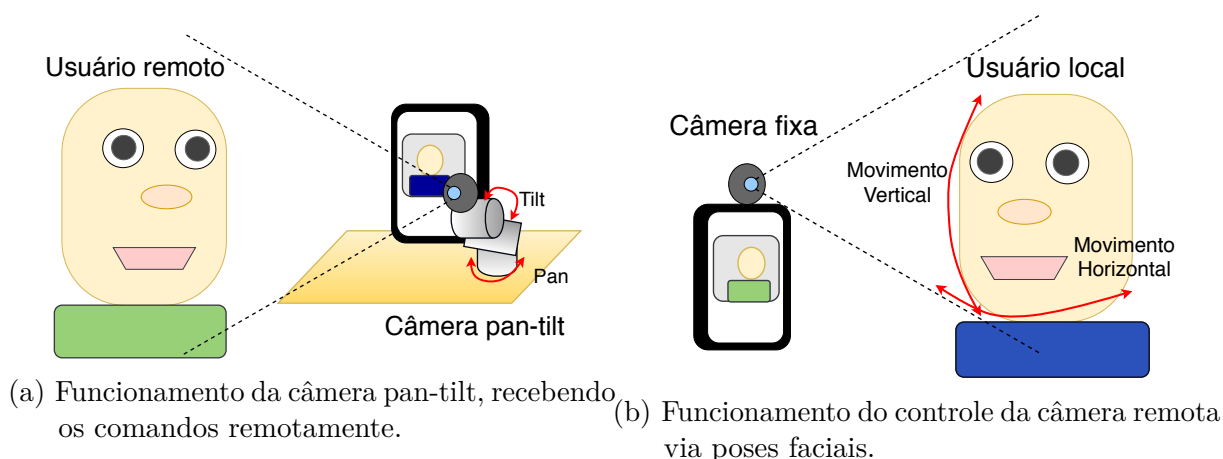 Usuário remoto
Tilt
Pan
Câmera pan-tilt
(a) Funcionamento da câmera pan-tilt, recebendo
os comandos remotamente.
Usuário local
Câmera fixa
Movimento
Vertical
Movimento
Horizontal
(b) Funcionamento do controle da câmera remota
via poses faciais.